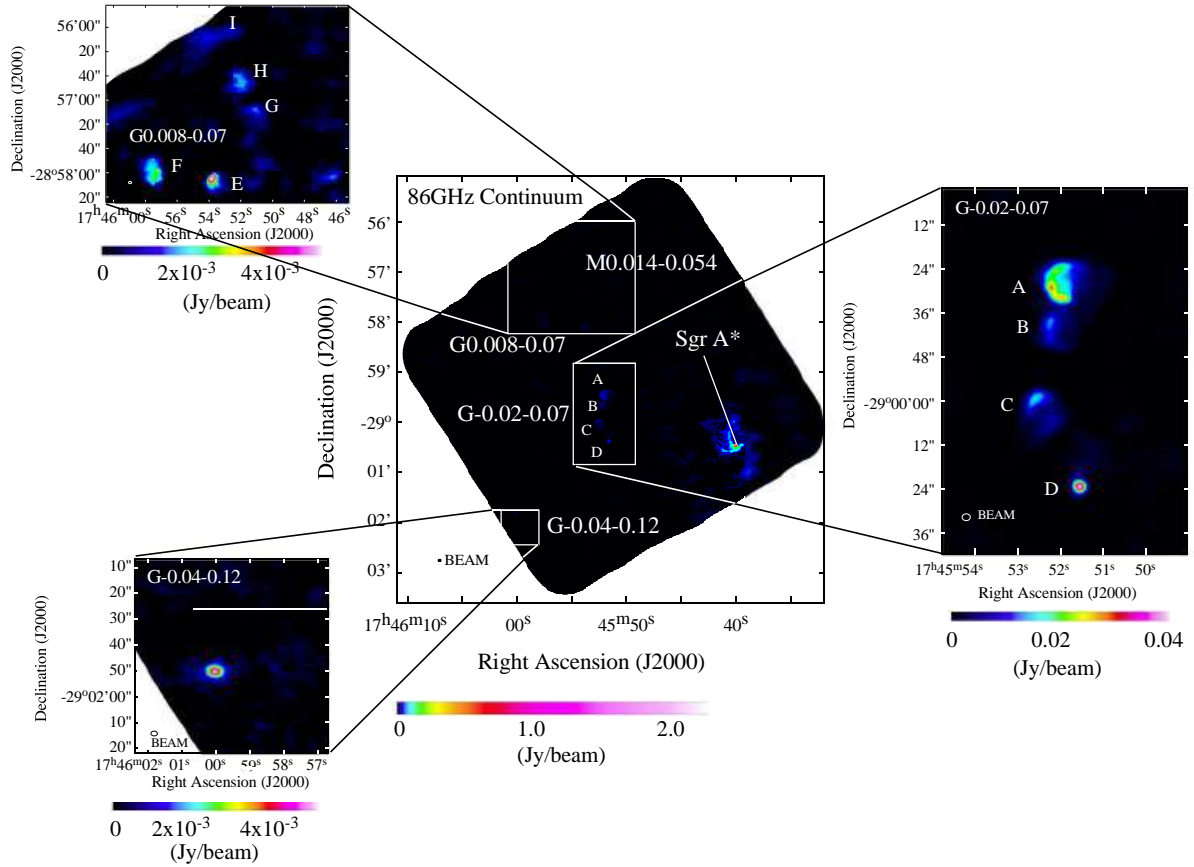 I
H
G
G0.008-0.07
F
E
56'00"
20"
40"
57'00"
20"
40"
-28°58'00"
20"
Declination (J2000)
17ʰ46ᵐ00ˢ 56ˢ 54ˢ 52ˢ 50ˢ 48ˢ 46ˢ
Right Ascension (J2000)
0 2x10⁻³ 4x10⁻³
(Jy/beam)
86GHz Continuum
M0.014-0.054
G0.008-0.07
Sgr A*
G-0.02-0.07
A
B
C
D
G-0.04-0.12
BEAM
56'
57'
58'
59'
-29°
01'
02'
03'
Declination (J2000)
17ʰ46ᵐ10ˢ 00ˢ 45ᵐ50ˢ 40ˢ
Right Ascension (J2000)
0 1.0 2.0
(Jy/beam)
G-0.02-0.07
A
B
C
D
BEAM
12"
24"
36"
48"
-29°00'00"
12"
24"
36"
Declination (J2000)
17ʰ45ᵐ54ˢ 53ˢ 52ˢ 51ˢ 50ˢ
Right Ascension (J2000)
0 0.02 0.04
(Jy/beam)
G-0.04-0.12
BEAM
10"
20"
30"
40"
50"
-29°02'00"
10"
20"
Declination (J2000)
17ʰ46ᵐ02ˢ 01ˢ 00ˢ 59ˢ 58ˢ 57ˢ
Right Ascension (J2000)
0 2x10⁻³ 4x10⁻³
(Jy/beam)